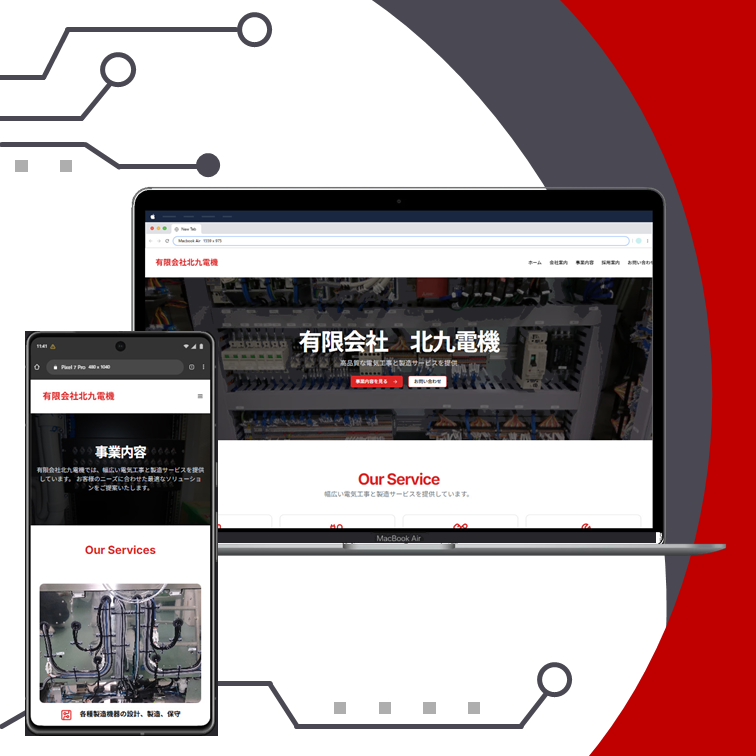 New Tab
Macbook Air 1559 x 975
有限会社北九電機
ホーム 会社案内 事業内容 採用案内 お問い合わせ
有限会社 北九電機
高品質な電気工事と製造サービスを提供
事業内容を見る → お問い合わせ
Our Service
幅広い電気工事と製造サービスを提供しています。
MacBook Air
11:41
Pixel 7 Pro 480 x 1040
有限会社北九電機
事業内容
有限会社北九電機では、幅広い電気工事と製造サービスを提供
しています。 お客様のニーズに合わせた最適なソリューショ
ンをご提案いたします。
Our Services
各種製造機器の設計、製造、保守